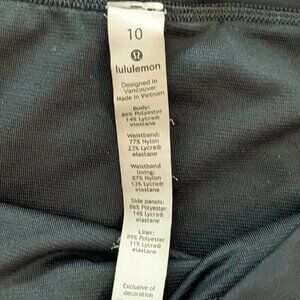 10
lululemon
Designed in
Vancouver
Made in Vietnam
Body:
86% Polyester
14% Lycra®
elastane
Waistband:
77% Nylon
23% Lycra®
elastane
Waistband
lining:
87% Nylon
13% Lycra®
elastane
Side panels:
86% Polyester
14% Lycra®
elastane
Liner:
89% Polyester
11% Lycra®
elastane
Exclusive of
decoration